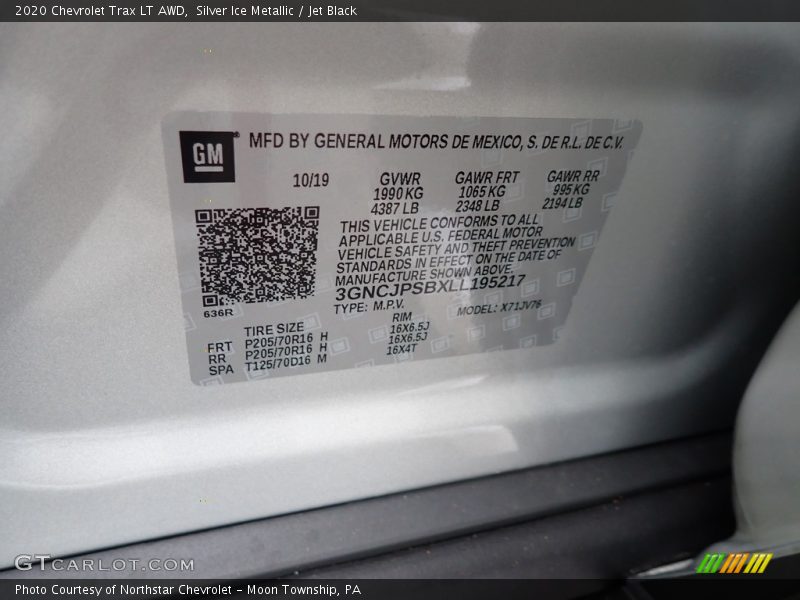 2020 Chevrolet Trax LT AWD, Silver Ice Metallic / Jet Black
GM
MFD BY GENERAL MOTORS DE MEXICO, S. DE R.L. DE C.V.
10/19 GVWR GAWR FRT GAWR RR
1990 KG 1065 KG 995 KG
4387 LB 2348 LB 2194 LB
THIS VEHICLE CONFORMS TO ALL
APPLICABLE U.S. FEDERAL MOTOR
VEHICLE SAFETY AND THEFT PREVENTION
STANDARDS IN EFFECT ON THE DATE OF
MANUFACTURE SHOWN ABOVE.
3GNCJPSBXLL195217
636R
TYPE: M.P.V. MODEL: X71JV76
TIRE SIZE RIM
FRT P205/70R16 H 16X6.5J
RR P205/70R16 H 16X6.5J
SPA T125/70D16 M 16X4T
GTCARLOT.COM
Photo Courtesy of Northstar Chevrolet - Moon Township, PA